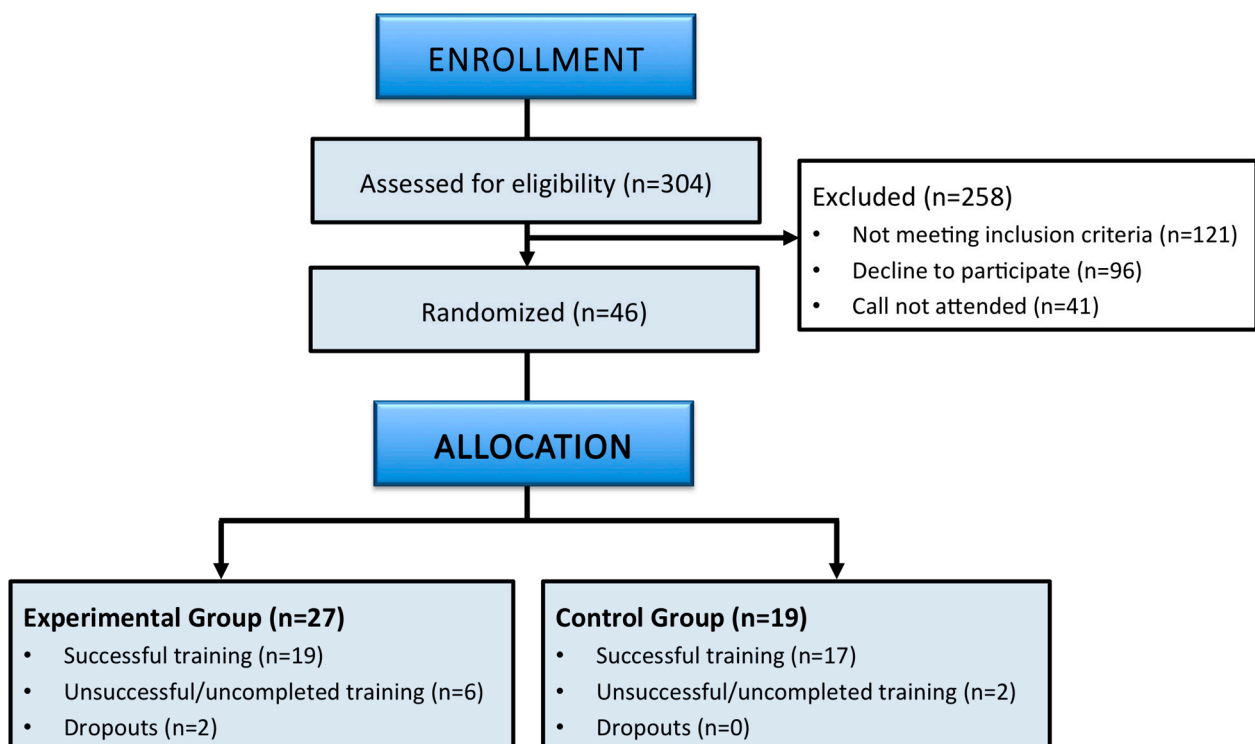 ENROLLMENT
Assessed for eligibility (n=304)
Excluded (n=258)
• Not meeting inclusion criteria (n=121)
• Decline to participate (n=96)
• Call not attended (n=41)
Randomized (n=46)
ALLOCATION
Experimental Group (n=27)
• Successful training (n=19)
• Unsuccessful/uncompleted training (n=6)
• Dropouts (n=2)
Control Group (n=19)
• Successful training (n=17)
• Unsuccessful/uncompleted training (n=2)
• Dropouts (n=0)